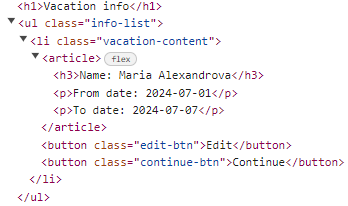 <h1>Vacation info</h1>
<ul class="info-list">
<li class="vacation-content">
<article> flex
<h3>Name: Maria Alexandrova</h3>
<p>From date: 2024-07-01</p>
<p>To date: 2024-07-07</p>
</article>
<button class="edit-btn">Edit</button>
<button class="continue-btn">Continue</button>
</li>
</ul>